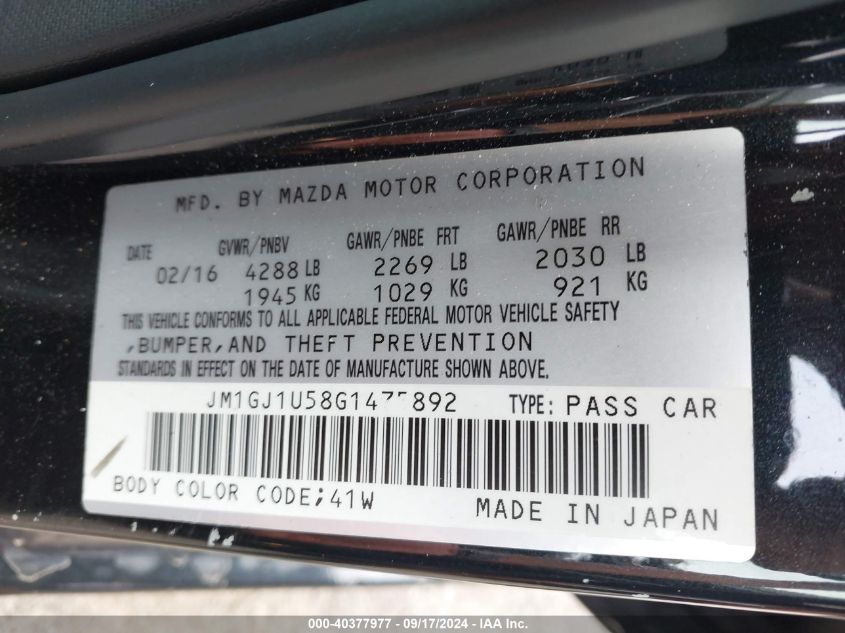 MFD. BY MAZDA MOTOR CORPORATION
DATE GVWR/PNBV GAWR/PNBE FRT GAWR/PNBE RR
02/16 4288 LB 2269 LB 2030 LB
1945 KG 1029 KG 921 KG
THIS VEHICLE CONFORMS TO ALL APPLICABLE FEDERAL MOTOR VEHICLE SAFETY
,BUMPER,AND THEFT PREVENTION
STANDARDS IN EFFECT ON THE DATE OF MANUFACTURE SHOWN ABOVE.
TYPE: PASS CAR
BODY COLOR CODE;41W MADE IN JAPAN
000-40377977 - 09/17/2024 - IAA Inc.